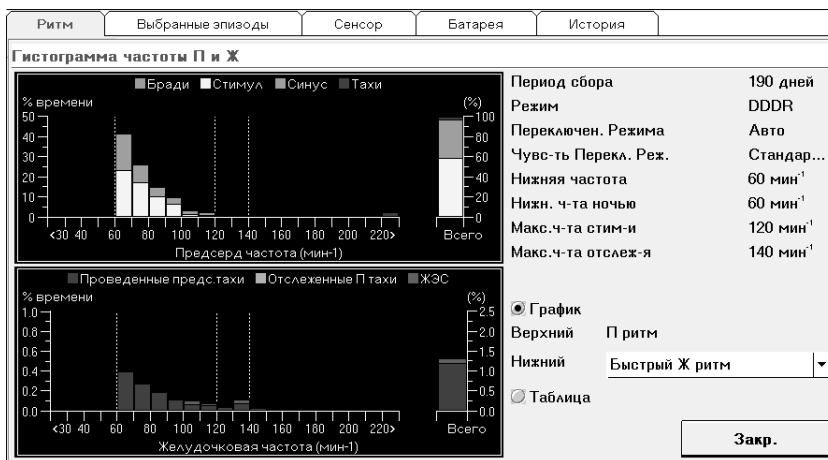 Ритм Выбранные эпизоды Сенсор Батарея История
Гистограмма частоты П и Ж
Бради Стимул Синус Тахи
% времени (%)
50 100
40 80
30 60
20 40
10 20
0 0
<30 40 60 80 100 120 140 160 180 200 220> Всего
Предсерд частота (мин-1)
Проведенные предс.тахи Отслеженные П тахи ЖЭС
% времени (%)
1.0 2.5
0.8 2.0
0.6 1.5
0.4 1.0
0.2 0.5
0.0 0.0
<30 40 60 80 100 120 140 160 180 200 220> Всего
Желудочковая частота (мин-1)
Период сбора 190 дней
Режим DDDR
Переключен. Режима Авто
Чувс-ть Перекл. Реж. Стандар...
Нижняя частота 60 мин⁻¹
Нижн. ч-та ночью 60 мин⁻¹
Макс.ч-та стим-и 120 мин⁻¹
Макс.ч-та отслеж-я 140 мин⁻¹
График
Верхний П ритм
Нижний Быстрый Ж ритм
Таблица
Закр.